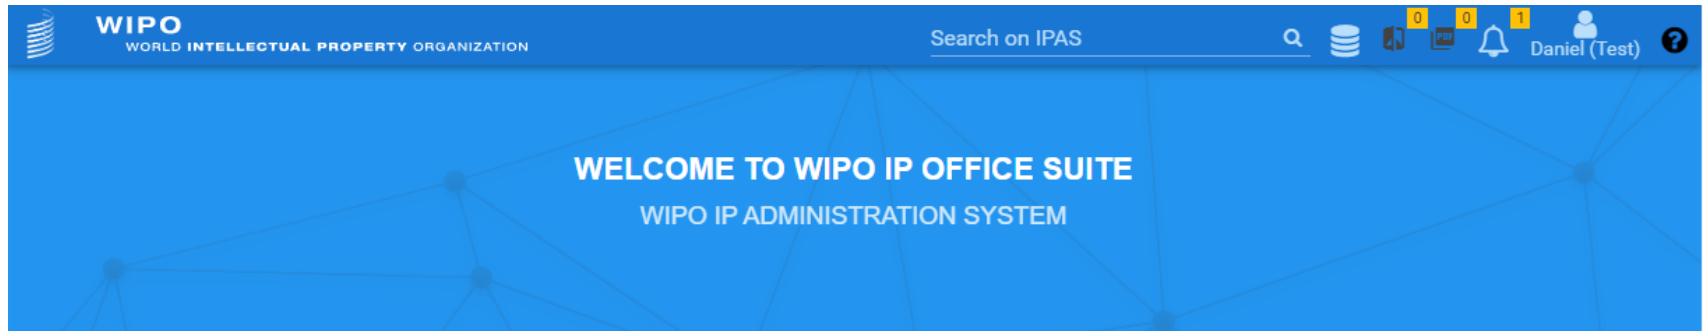 WIPO
WORLD INTELLECTUAL PROPERTY ORGANIZATION
Search on IPAS
0
PDF
0
1
Daniel (Test)
?
WELCOME TO WIPO IP OFFICE SUITE
WIPO IP ADMINISTRATION SYSTEM